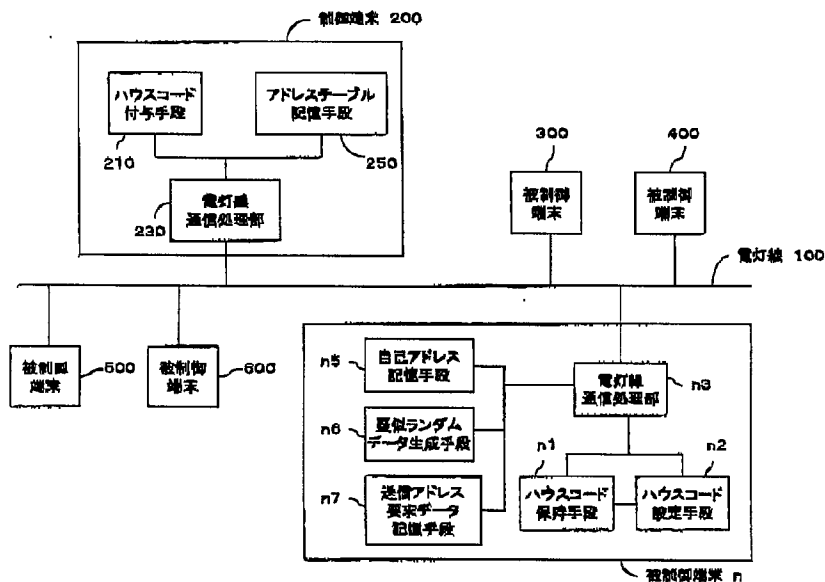 制御端末 200
ハウスコード
付与手段
アドレステーブル
記憶手段
210
250
電灯線
通信処理部
230
300
400
被制御
端末
被制御
端末
電灯線 100
被制御
端末
500
被制御
端末
600
n5
自己アドレス
記憶手段
n6
疑似ランダム
データ生成手段
n7
送信アドレス
要求データ
記憶手段
電灯線
通信処理部
n3
n1
n2
ハウスコード
保持手段
ハウスコード
設定手段
被制御端末 n